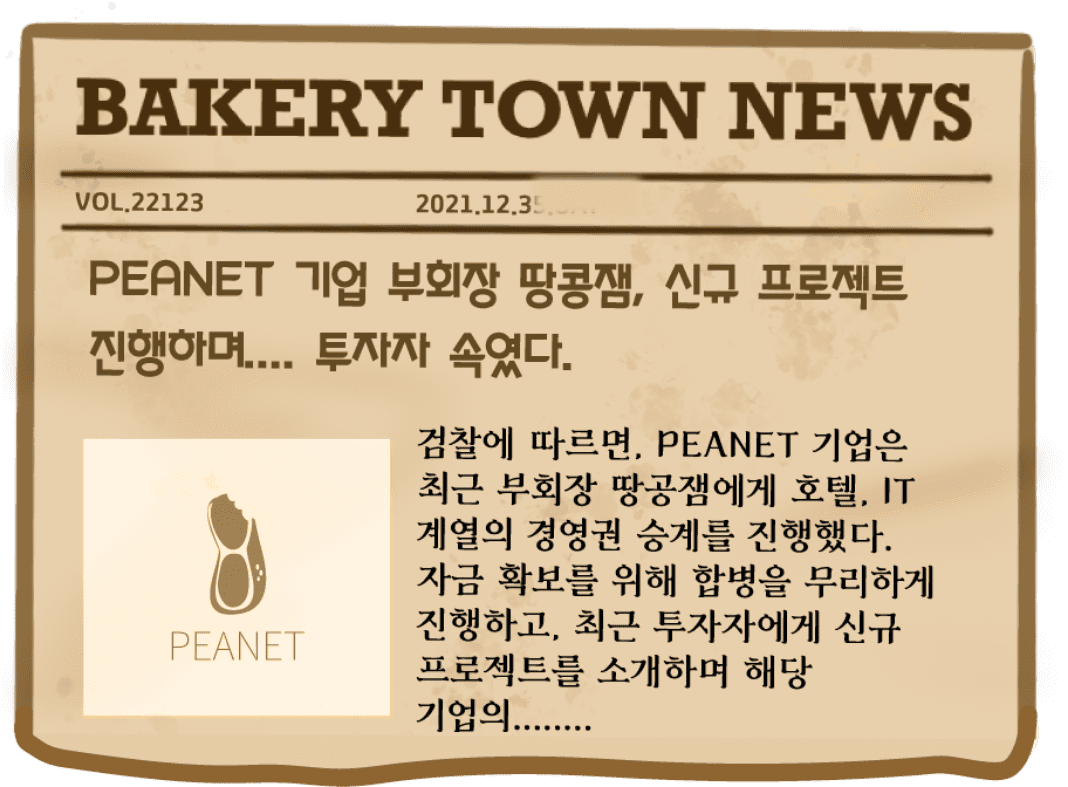 BAKERY TOWN NEWS
VOL.22123
2021.12.3
PEANET 기업 부회장 땅콩잼, 신규 프로젝트
진행하며.... 투자자 속였다.
검찰에 따르면, PEANET 기업은
최근 부회장 땅공잼에게 호텔, IT
계열의 경영권 승계를 진행했다.
자금 확보를 위해 합병을 무리하게
진행하고, 최근 투자자에게 신규
프로젝트를 소개하며 해당
기업의........
PEANET